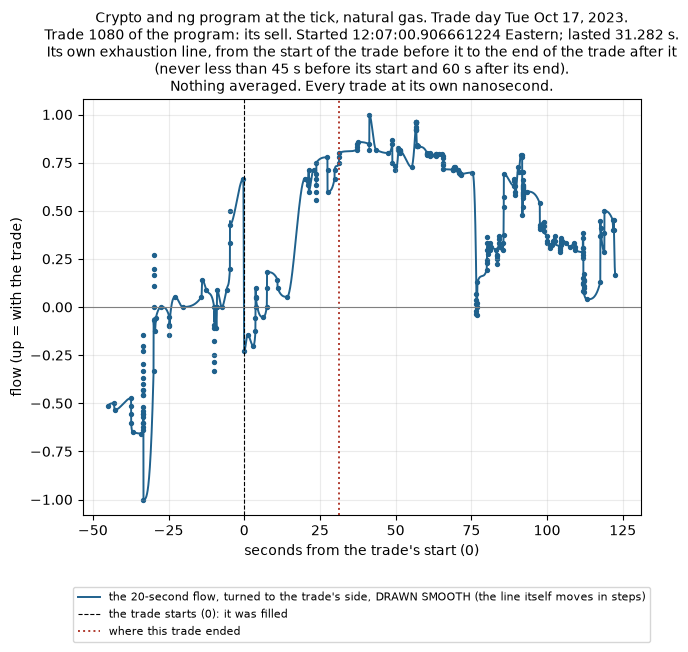 Crypto and ng program at the tick, natural gas. Trade day Tue Oct 17, 2023.
Trade 1080 of the program: its sell. Started 12:07:00.906661224 Eastern; lasted 31.282 s.
Its own exhaustion line, from the start of the trade before it to the end of the trade after it
(never less than 45 s before its start and 60 s after its end).
Nothing averaged. Every trade at its own nanosecond.
1.00
0.75
0.50
0.25
0.00
−0.25
−0.50
−0.75
−1.00
flow (up = with the trade)
−50
−25
0
25
50
75
100
125
seconds from the trade's start (0)
the 20-second flow, turned to the trade's side, DRAWN SMOOTH (the line itself moves in steps)
the trade starts (0): it was filled
where this trade ended